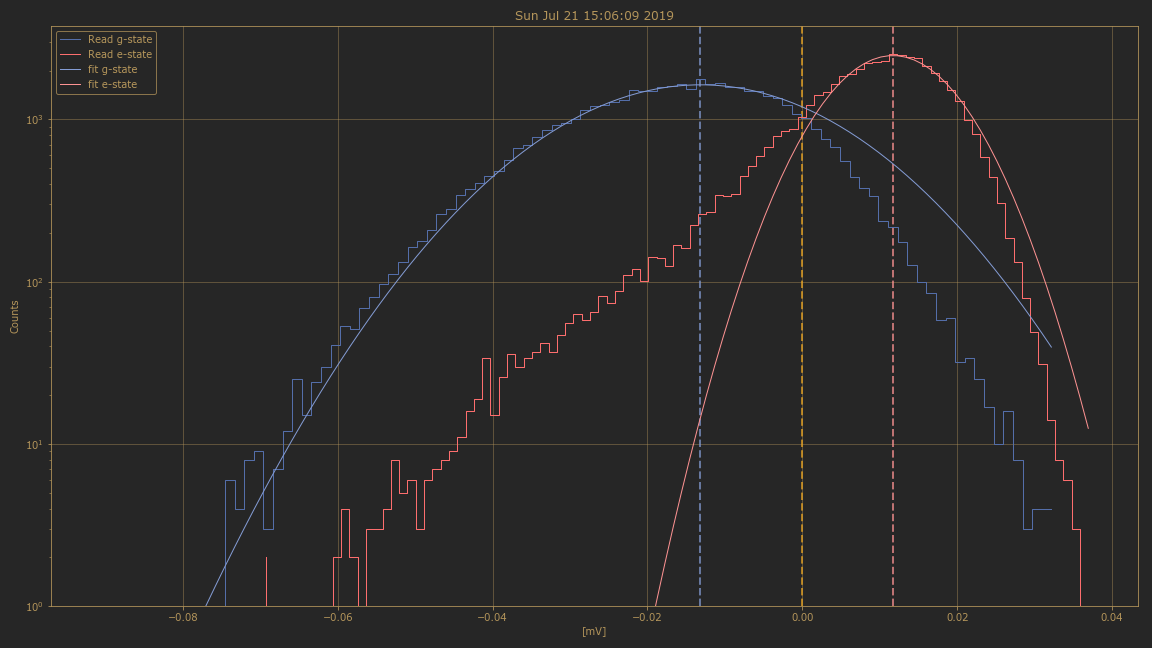 Sun Jul 21 15:06:09 2019
Read g-state
Read e-state
fit g-state
fit e-state
Counts
10³
10²
10¹
10⁰
−0.08
−0.06
−0.04
−0.02
0.00
0.02
0.04
[mV]